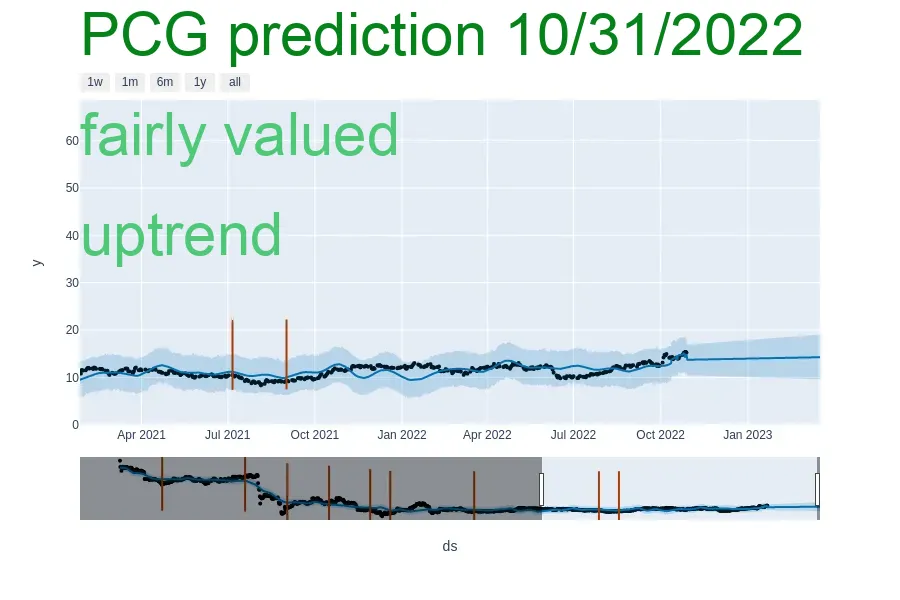 PCG prediction 10/31/2022
1w 1m 6m 1y all
fairly valued
uptrend
60
50
40
30
20
10
0
y
Apr 2021 Jul 2021 Oct 2021 Jan 2022 Apr 2022 Jul 2022 Oct 2022 Jan 2023
ds